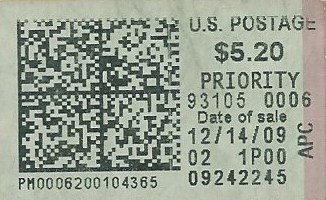 U.S. POSTAGE
$5.20
PRIORITY
93105 0006
Date of sale
12/14/09
02 1P00
09242245
APC
PM0006200104365